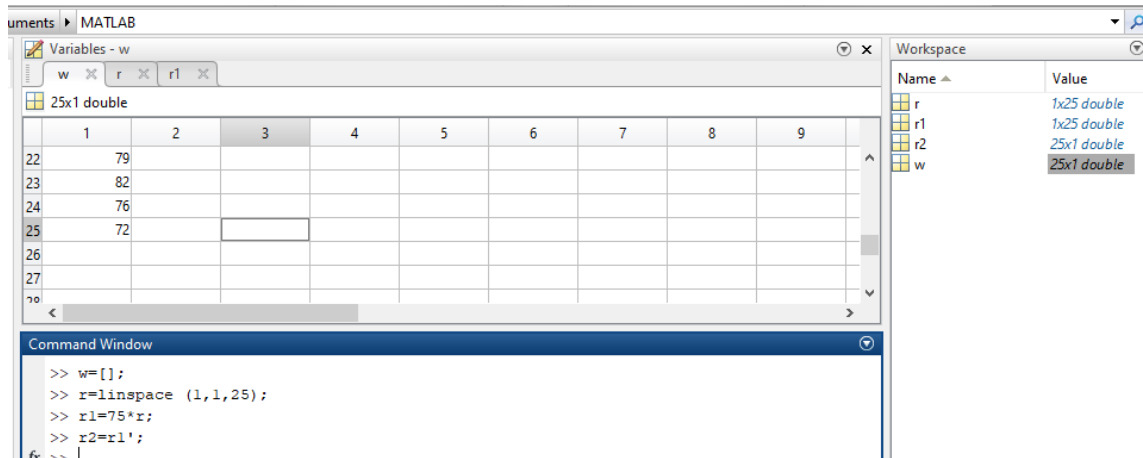 uments ▸ MATLAB
Variables - w
w r r1
25x1 double
1 2 3 4 5 6 7 8 9
22 79
23 82
24 76
25 72
26
27
28
Workspace
Name Value
r 1x25 double
r1 1x25 double
r2 25x1 double
w 25x1 double
Command Window
>> w=[];
>> r=linspace (1,1,25);
>> r1=75*r;
>> r2=r1';
fx >>